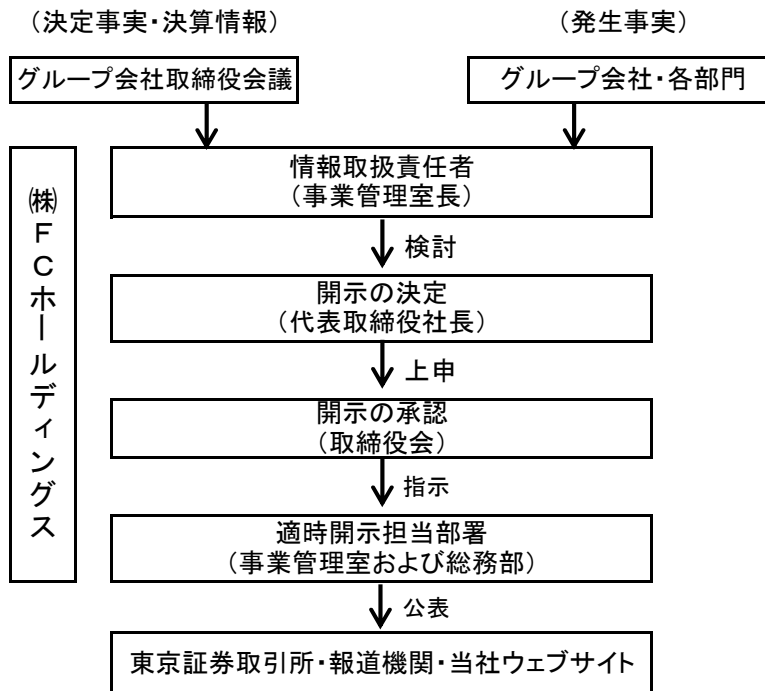 （決定事実・決算情報）
（発生事実）
グループ会社取締役会議
グループ会社・各部門
㈱FCホールディングス
情報取扱責任者
（事業管理室長）
検討
開示の決定
（代表取締役社長）
上申
開示の承認
（取締役会）
指示
適時開示担当部署
（事業管理室および総務部）
公表
東京証券取引所・報道機関・当社ウェブサイト